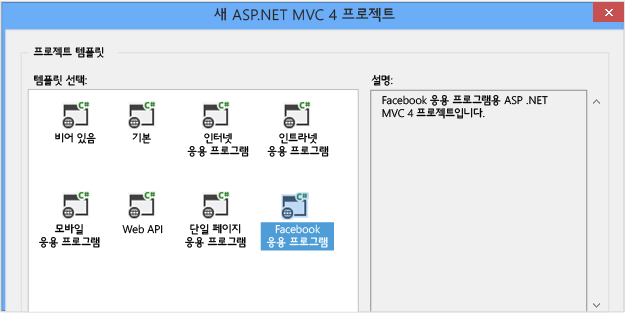 새 ASP.NET MVC 4 프로젝트
프로젝트 템플릿
템플릿 선택:
설명:
C# C# C# C#
비어 있음 기본 인터넷 인트라넷
응용 프로그램 응용 프로그램
C# C# C# C#
모바일 Web API 단일 페이지 Facebook
응용 프로그램 응용 프로그램 응용 프로그램
Facebook 응용 프로그램용 ASP .NET
MVC 4 프로젝트입니다.